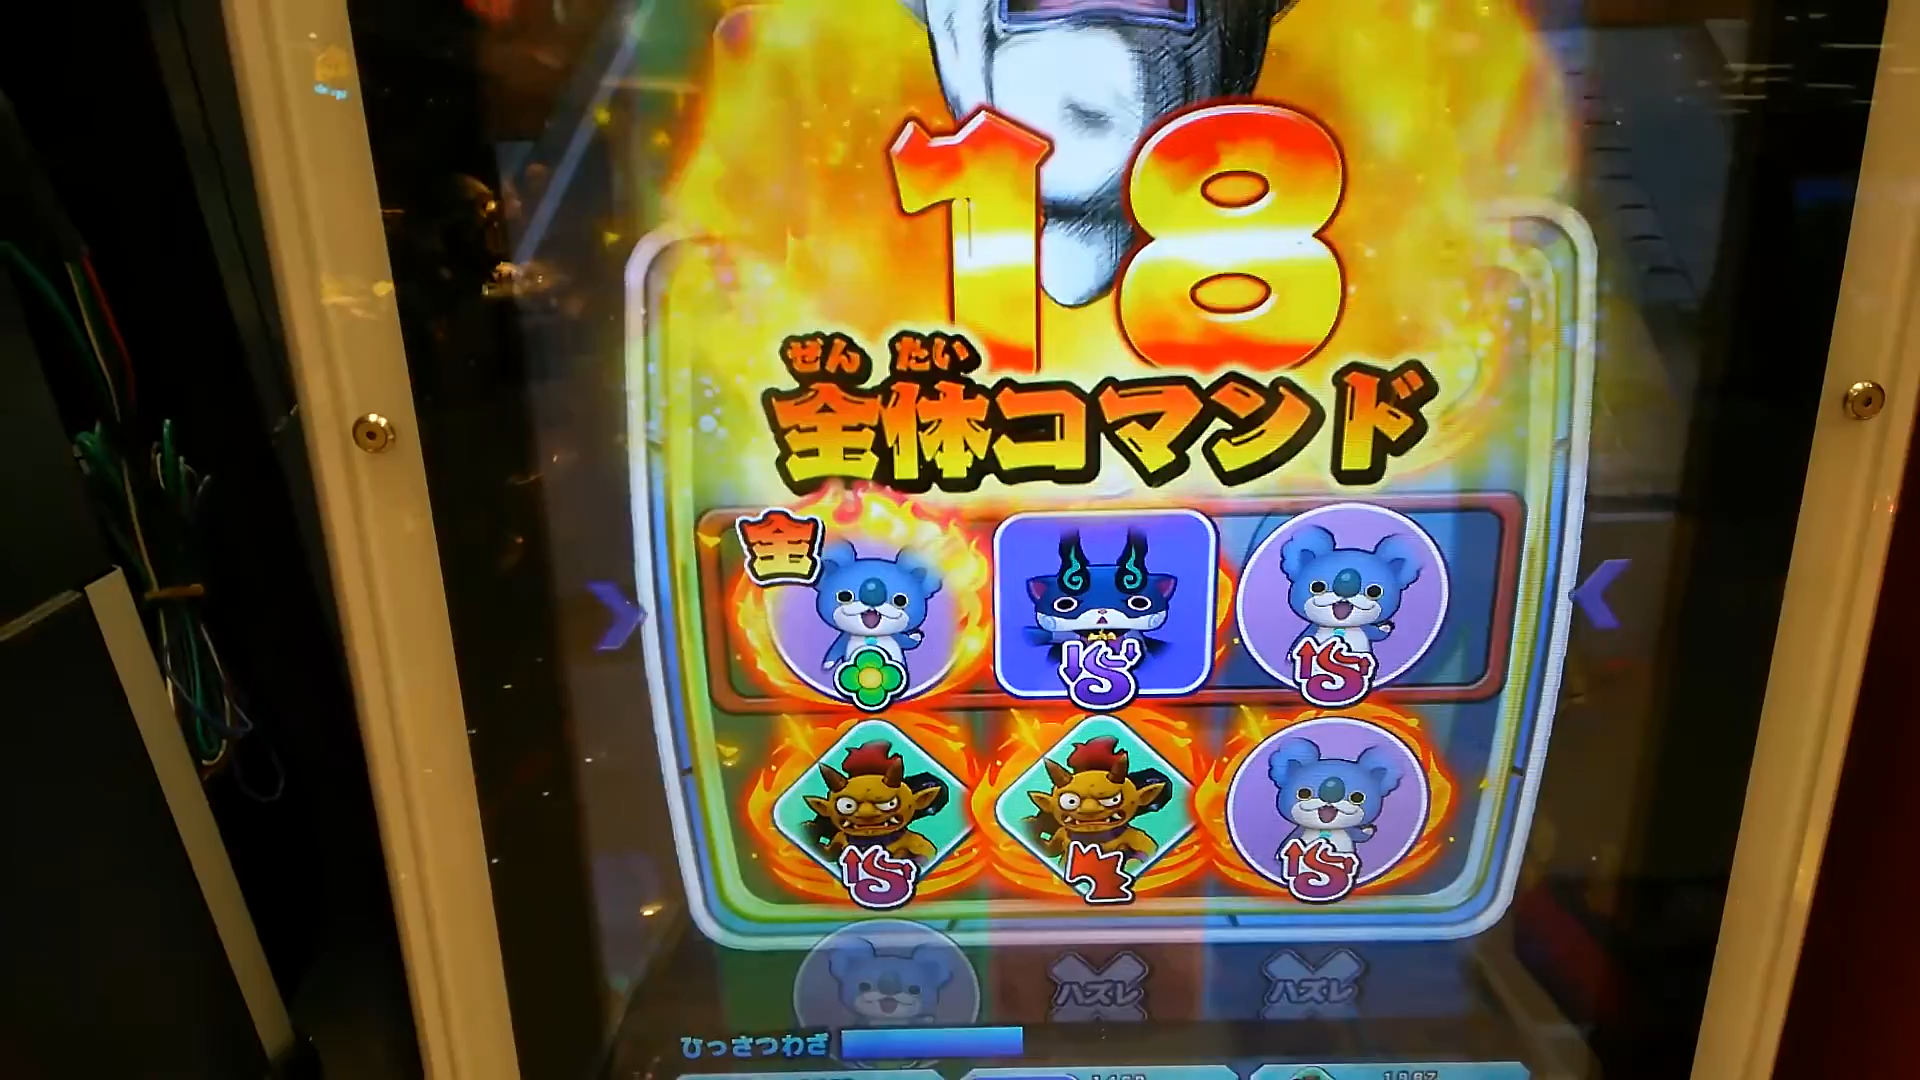 18
ぜんたい
全体コマンド
全
ハズレ ハズレ
ひっさつわざ